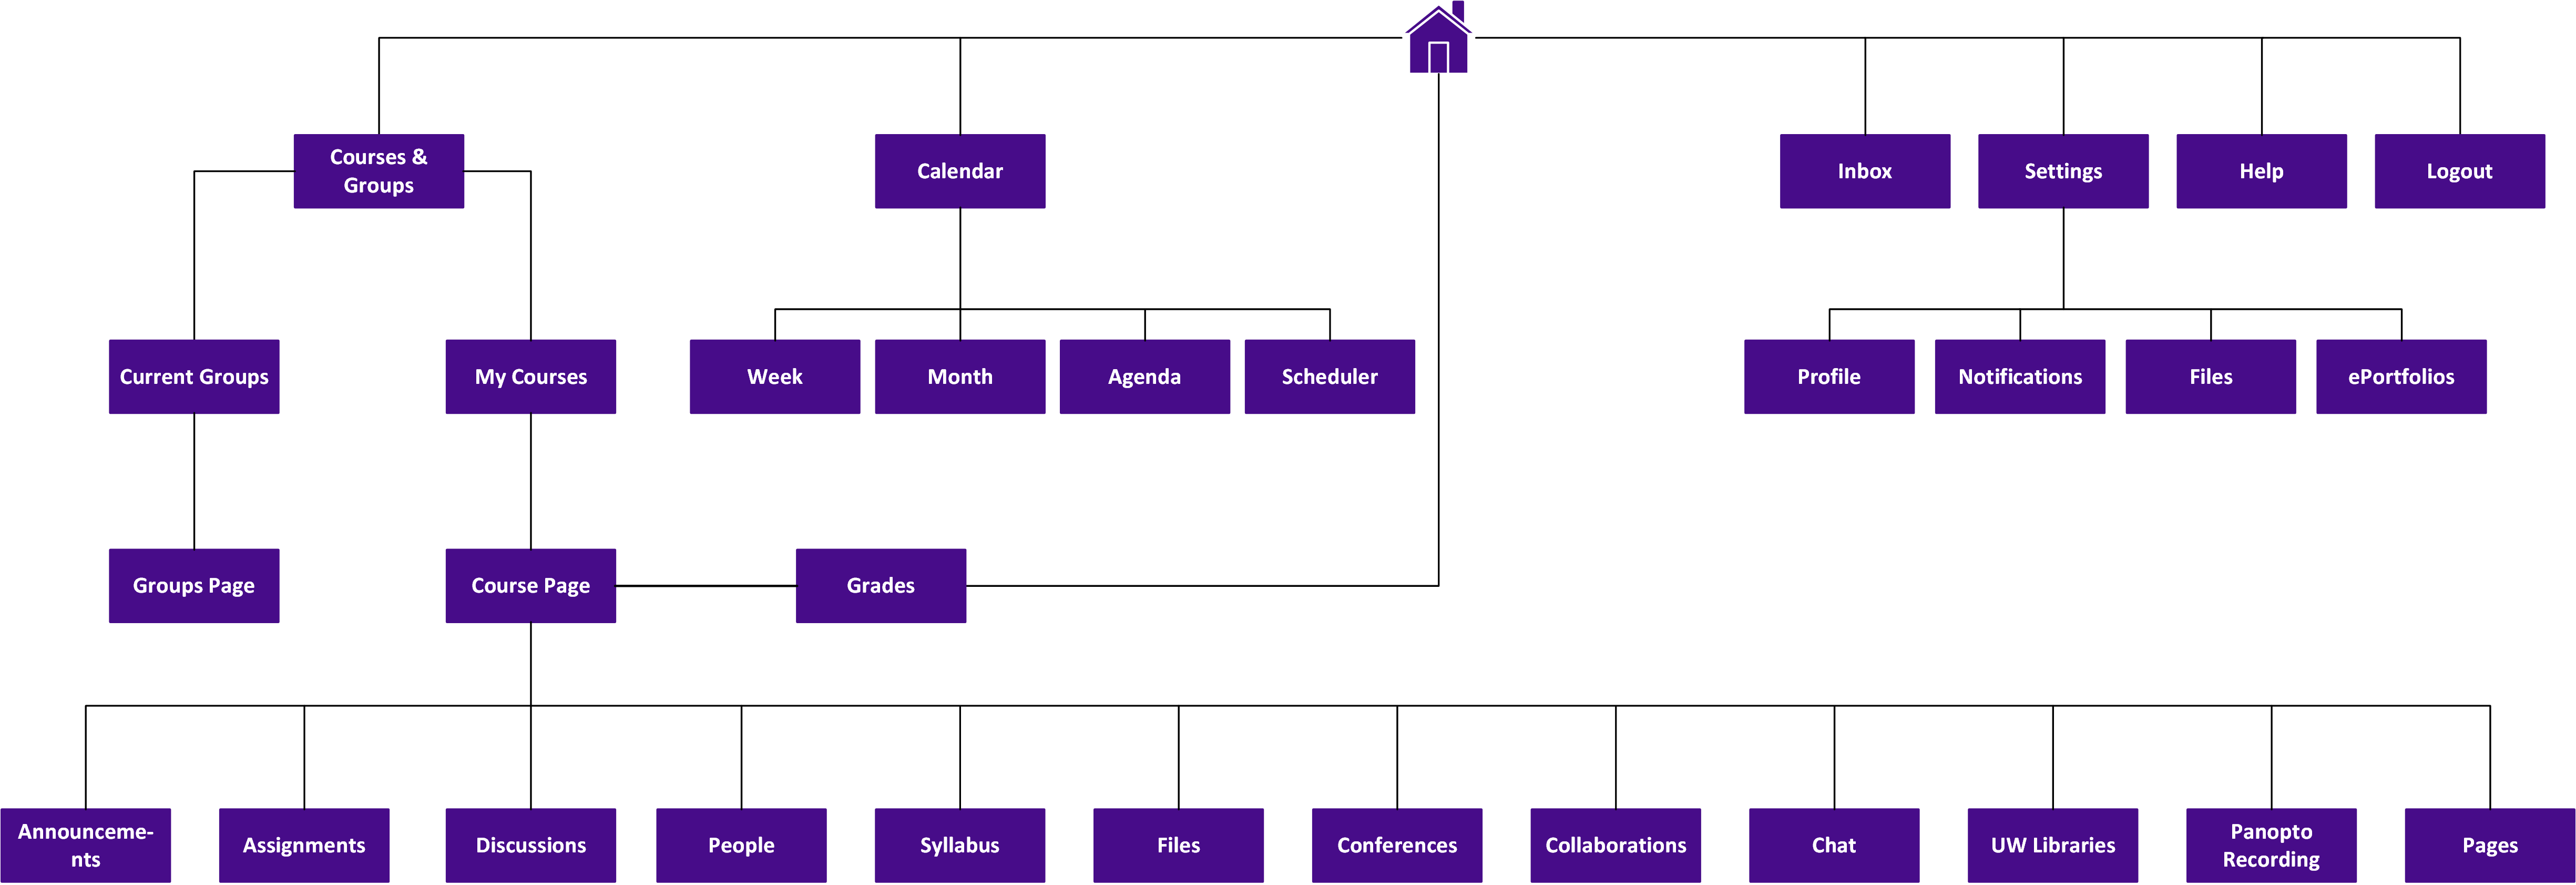 Courses &
Groups
Calendar
Inbox
Settings
Help
Logout
Current Groups
My Courses
Week
Month
Agenda
Scheduler
Profile
Notifications
Files
ePortfolios
Groups Page
Course Page
Grades
Announceme-
nts
Assignments
Discussions
People
Syllabus
Files
Conferences
Collaborations
Chat
UW Libraries
Panopto
Recording
Pages